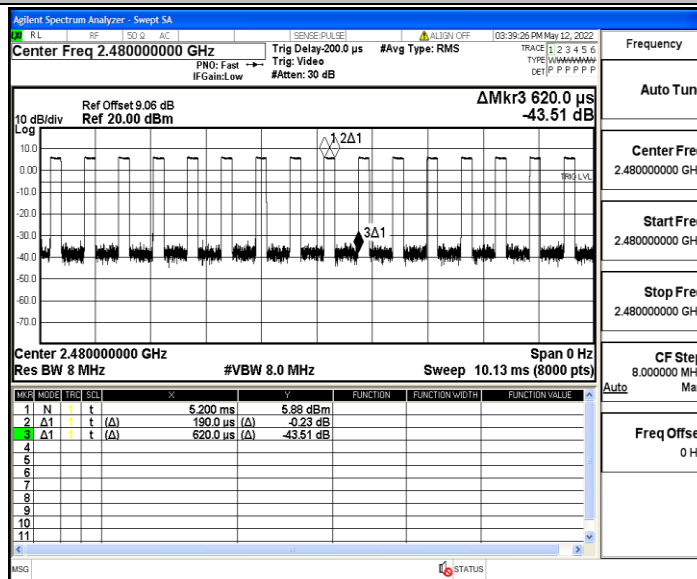 Agilent Spectrum Analyzer - Swept SA
RL RF 50 Ω AC SENSE:PULSE ALIGN OFF 03:39:26 PM May 12, 2022
Center Freq 2.480000000 GHz
PNO: Fast
IFGain:Low
Trig Delay-200.0 µs
Trig: Video
#Atten: 30 dB
#Avg Type: RMS
TRACE 1 2 3 4 5 6
TYPE
DET P P P P P P
Ref Offset 9.06 dB
10 dB/div Ref 20.00 dBm
Log
ΔMkr3 620.0 µs
-43.51 dB
10.0
0.00
-10.0
-20.0
-30.0
-40.0
-50.0
-60.0
-70.0
1 2Δ1
TRIG LVL
3Δ1
Center 2.480000000 GHz Span 0 Hz
Res BW 8 MHz #VBW 8.0 MHz Sweep 10.13 ms (8000 pts)
MKR MODE TRC SCL X Y FUNCTION FUNCTION WIDTH FUNCTION VALUE
1 N 1 t 5.200 ms 5.88 dBm
2 Δ1 1 t (Δ) 190.0 µs (Δ) -0.23 dB
3 Δ1 1 t (Δ) 620.0 µs (Δ) -43.51 dB
4
5
6
7
8
9
10
11
MSG STATUS
Frequency
Auto Tun
Center Fre
2.480000000 GH
Start Fre
2.480000000 GH
Stop Fre
2.480000000 GH
CF Ste
8.000000 MH
Auto Ma
Freq Offse
0 H